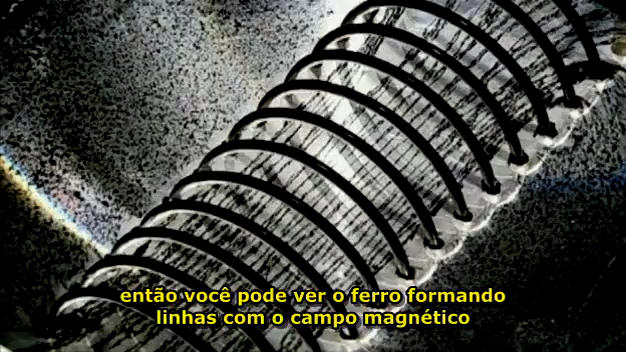 então você pode ver o ferro formando
linhas com o campo magnético